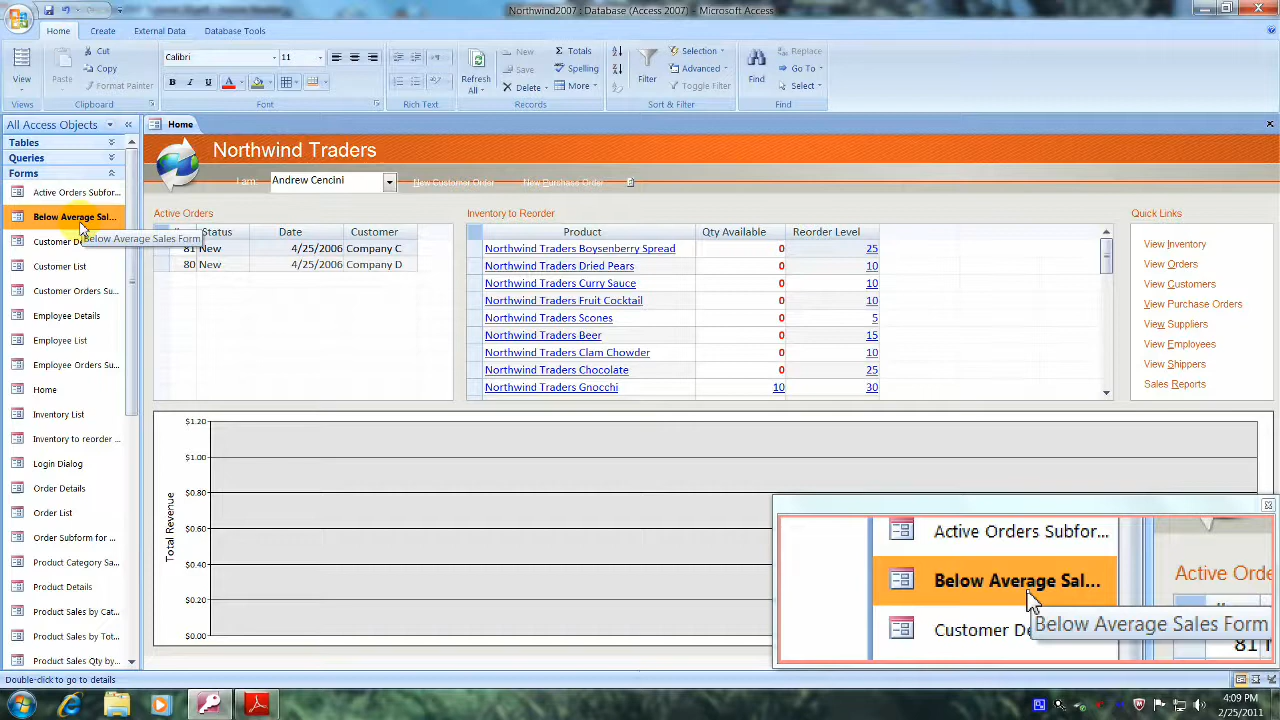 Northwind2007 : Database (Access 2007) - Microsoft Access
Home Create External Data Database Tools
View
Views
Paste
Cut
Copy
Format Painter
Clipboard
Calibri 11
B I U A
Font
Rich Text
Refresh All
New
Save
Delete
Totals
Spelling
More
Records
Filter
Selection
Advanced
Toggle Filter
Sort & Filter
Find
Replace
Go To
Select
Find
All Access Objects
Tables
Queries
Forms
Active Orders Subfor...
Below Average Sal...
Below Average Sales Form
Customer De
Customer List
Customer Orders Su...
Employee Details
Employee List
Employee Orders Su...
Home
Inventory List
Inventory to reorder ...
Login Dialog
Order Details
Order List
Order Subform for ...
Product Category Sa...
Product Details
Product Sales by Cat...
Product Sales by Tot...
Product Sales Qty by
Home
Northwind Traders
I am: Andrew Cencini New Customer Order New Purchase Order
Active Orders
Status Date Customer
81 New 4/25/2006 Company C
80 New 4/25/2006 Company D
Inventory to Reorder
Product Qty Available Reorder Level
Northwind Traders Boysenberry Spread 0 25
Northwind Traders Dried Pears 0 10
Northwind Traders Curry Sauce 0 10
Northwind Traders Fruit Cocktail 0 10
Northwind Traders Scones 0 5
Northwind Traders Beer 0 15
Northwind Traders Clam Chowder 0 10
Northwind Traders Chocolate 0 25
Northwind Traders Gnocchi 10 30
Quick Links
View Inventory
View Orders
View Customers
View Purchase Orders
View Suppliers
View Employees
View Shippers
Sales Reports
Total Revenue
$1.20
$1.00
$0.80
$0.60
$0.40
$0.20
$0.00
Active Orders Subfor...
Below Average Sal...
Customer De
Below Average Sales Form
Active Orde
81
Double-click to go to details
4:09 PM
2/25/2011